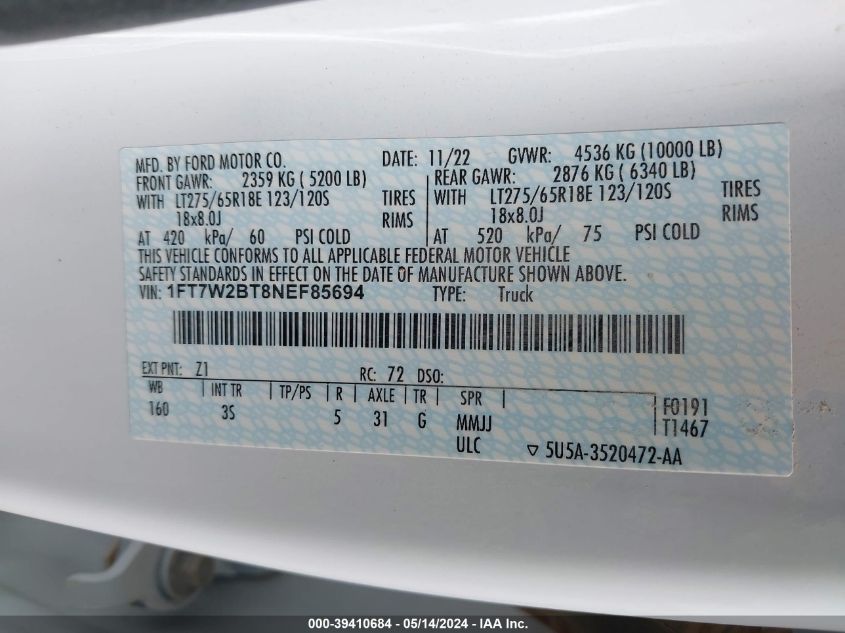 MFD. BY FORD MOTOR CO. DATE: 11/22 GVWR: 4536 KG (10000 LB)
FRONT GAWR: 2359 KG ( 5200 LB) REAR GAWR: 2876 KG ( 6340 LB)
WITH LT275/65R18E 123/120S TIRES WITH LT275/65R18E 123/120S TIRES
18x8.0J RIMS 18x8.0J RIMS
AT 420 kPa/ 60 PSI COLD AT 520 kPa/ 75 PSI COLD
THIS VEHICLE CONFORMS TO ALL APPLICABLE FEDERAL MOTOR VEHICLE
SAFETY STANDARDS IN EFFECT ON THE DATE OF MANUFACTURE SHOWN ABOVE.
VIN: 1FT7W2BT8NEF85694 TYPE: Truck
EXT PNT: Z1 RC: 72 DSO:
WB INT TR TP/PS R AXLE TR SPR
160 3S 5 31 G MMJJ F0191
ULC T1467
5U5A-3520472-AA
000-39410684 - 05/14/2024 - IAA Inc.